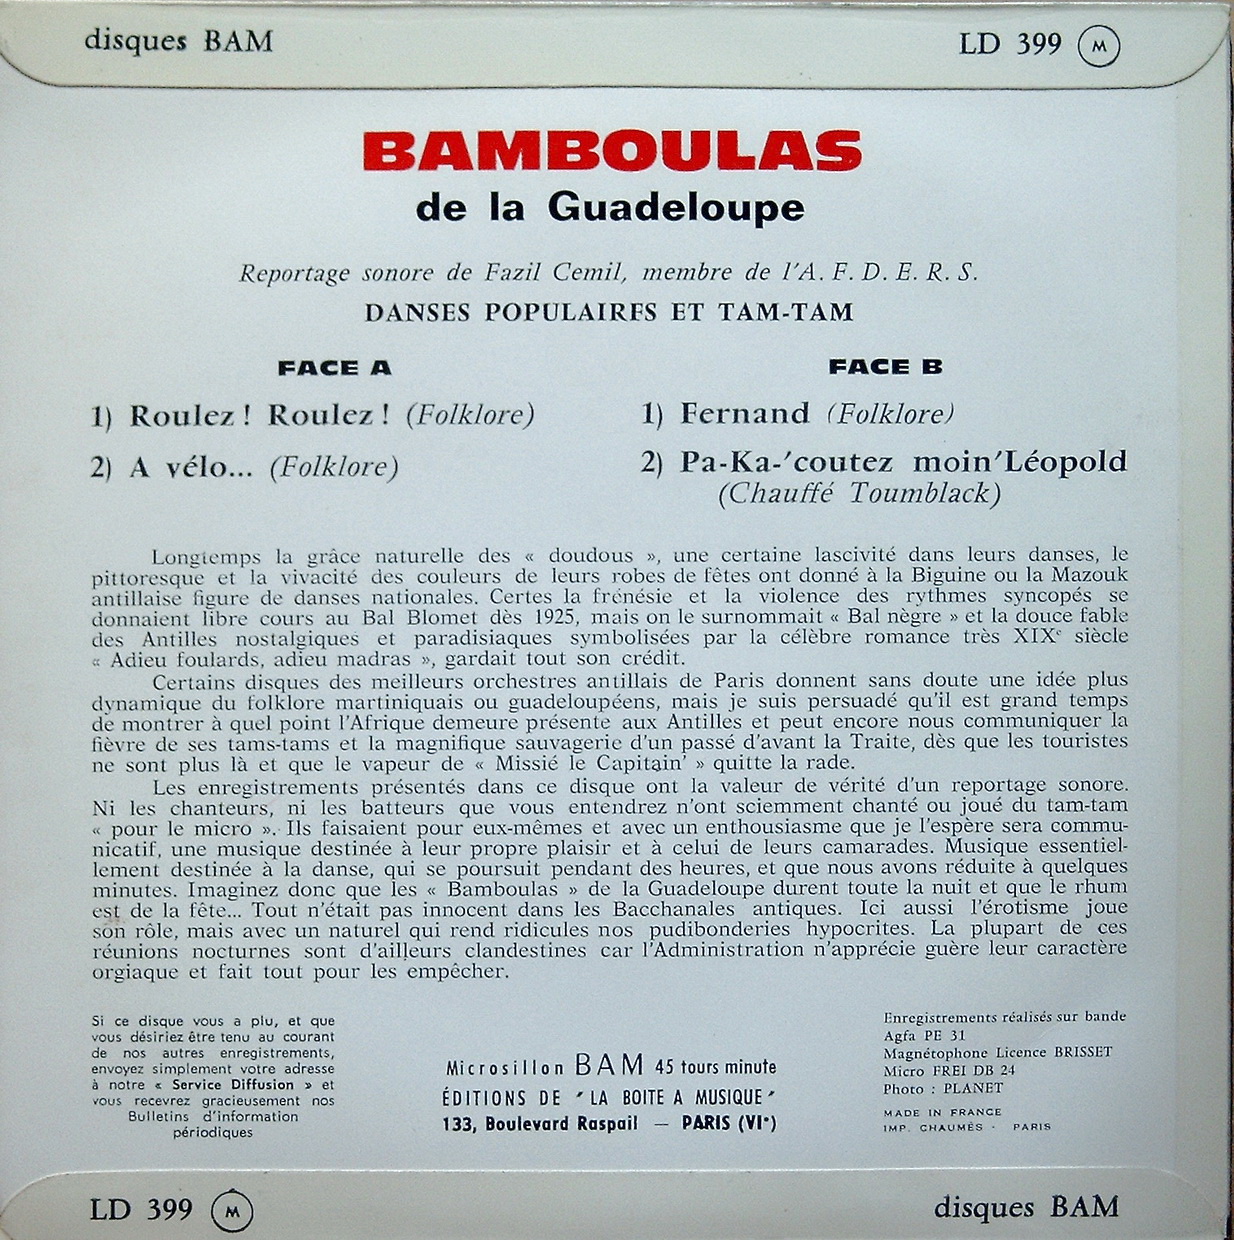 disques BAM LD 399 M
BAMBOULAS
de la Guadeloupe
Reportage sonore de Fazil Cemil, membre de l'A. F. D. E. R. S.
DANSES POPULAIRES ET TAM-TAM
FACE A
1) Roulez ! Roulez ! (Folklore)
2) A vélo... (Folklore)
FACE B
1) Fernand (Folklore)
2) Pa-Ka-'coutez moin'Léopold
(Chauffé Toumblack)
Longtemps la grâce naturelle des « doudous », une certaine lascivité dans leurs danses, le
pittoresque et la vivacité des couleurs de leurs robes de fêtes ont donné à la Biguine ou la Mazouk
antillaise figure de danses nationales. Certes la frénésie et la violence des rythmes syncopés se
donnaient libre cours au Bal Blomet dès 1925, mais on le surnommait « Bal nègre » et la douce fable
des Antilles nostalgiques et paradisiaques symbolisées par la célèbre romance très XIXe siècle
« Adieu foulards, adieu madras », gardait tout son crédit.
Certains disques des meilleurs orchestres antillais de Paris donnent sans doute une idée plus
dynamique du folklore martiniquais ou guadeloupéens, mais je suis persuadé qu'il est grand temps
de montrer à quel point l'Afrique demeure présente aux Antilles et peut encore nous communiquer la
fièvre de ses tams-tams et la magnifique sauvagerie d'un passé d'avant la Traite, dès que les touristes
ne sont plus là et que le vapeur de « Missié le Capitain' » quitte la rade.
Les enregistrements présentés dans ce disque ont la valeur de vérité d'un reportage sonore.
Ni les chanteurs, ni les batteurs que vous entendrez n'ont sciemment chanté ou joué du tam-tam
« pour le micro ». Ils faisaient pour eux-mêmes et avec un enthousiasme que je l'espère sera commu-
nicatif, une musique destinée à leur propre plaisir et à celui de leurs camarades. Musique essentiel-
lement destinée à la danse, qui se poursuit pendant des heures, et que nous avons réduite à quelques
minutes. Imaginez donc que les « Bamboulas » de la Guadeloupe durent toute la nuit et que le rhum
est de la fête... Tout n'était pas innocent dans les Bacchanales antiques. Ici aussi l'érotisme joue
son rôle, mais avec un naturel qui rend ridicules nos pudibonderies hypocrites. La plupart de ces
réunions nocturnes sont d'ailleurs clandestines car l'Administration n'apprécie guère leur caractère
orgiaque et fait tout pour les empêcher.
Si ce disque vous a plu, et que
vous désiriez être tenu au courant
de nos autres enregistrements,
envoyez simplement votre adresse
à notre « Service Diffusion » et
vous recevrez gracieusement nos
Bulletins d'information
périodiques
Microsillon BAM 45 tours minute
ÉDITIONS DE "LA BOITE A MUSIQUE"
133, Boulevard Raspail — PARIS (VIe)
Enregistrements réalisés sur bande
Agfa PE 31
Magnétophone Licence BRISSET
Micro FREI DB 24
Photo : PLANET
MADE IN FRANCE
IMP. CHAUMÈS - PARIS
LD 399 M disques BAM